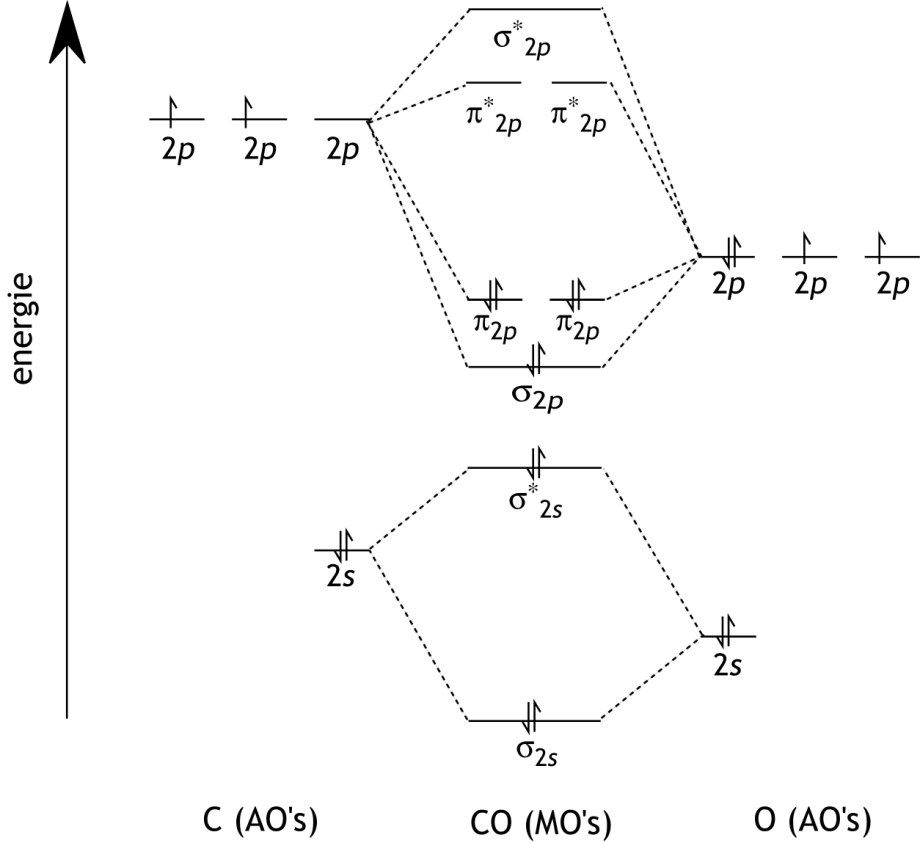 σ*2p
π*2p π*2p
2p 2p 2p
2p 2p 2p
π2p π2p
σ2p
energie
σ*2s
2s
2s
σ2s
C (AO's) CO (MO's) O (AO's)